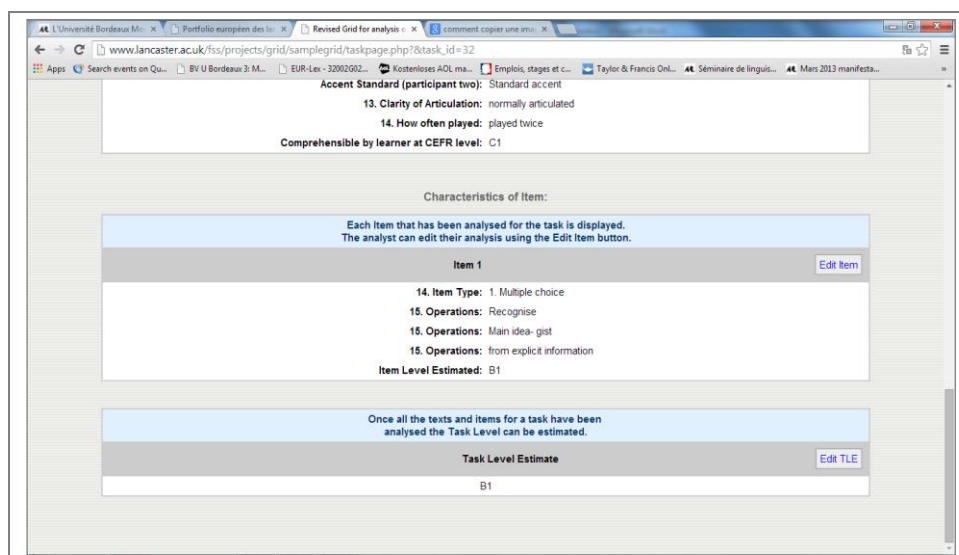 L'Université Bordeaux Mo
Portfolio européen des lan
Revised Grid for analysis o
comment copier une ima
www.lancaster.ac.uk/fss/projects/grid/samplegrid/taskpage.php?&task_id=32
Apps Search events on Qu... BV U Bordeaux 3: M... EUR-Lex - 32002G02... Kostenloses AOL ma... Emplois, stages et c... Taylor & Francis Onl... Séminaire de linguis... Mars 2013 manifesta... »
Accent Standard (participant two): Standard accent
13. Clarity of Articulation: normally articulated
14. How often played: played twice
Comprehensible by learner at CEFR level: C1
Characteristics of Item:
Each Item that has been analysed for the task is displayed.
The analyst can edit their analysis using the Edit Item button.
Item 1 Edit Item
14. Item Type: 1. Multiple choice
15. Operations: Recognise
15. Operations: Main idea- gist
15. Operations: from explicit information
Item Level Estimated: B1
Once all the texts and items for a task have been
analysed the Task Level can be estimated.
Task Level Estimate Edit TLE
B1